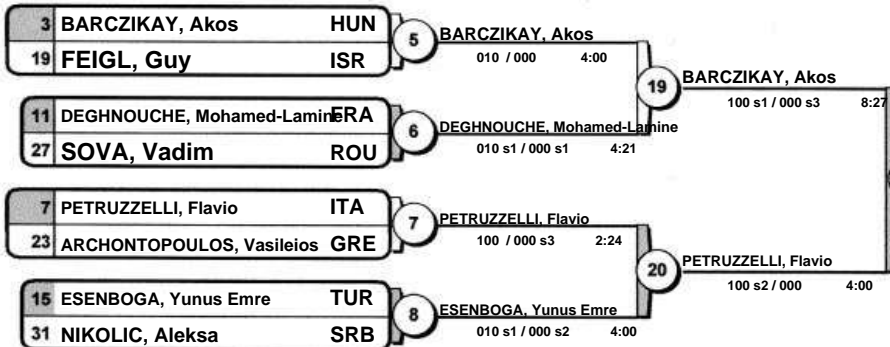 3 BARCZIKAY, Akos HUN
19 FEIGL, Guy ISR
5
BARCZIKAY, Akos
010 / 000 4:00
11 DEGHNOUCHE, Mohamed-Lamine FRA
27 SOVA, Vadim ROU
6
DEGHNOUCHE, Mohamed-Lamine
010 s1 / 000 s1 4:21
19
BARCZIKAY, Akos
100 s1 / 000 s3 8:27
7 PETRUZZELLI, Flavio ITA
23 ARCHONTOPOULOS, Vasileios GRE
7
PETRUZZELLI, Flavio
100 / 000 s3 2:24
15 ESENBOGA, Yunus Emre TUR
31 NIKOLIC, Aleksa SRB
8
ESENBOGA, Yunus Emre
010 s1 / 000 s2 4:00
20
PETRUZZELLI, Flavio
100 s2 / 000 4:00